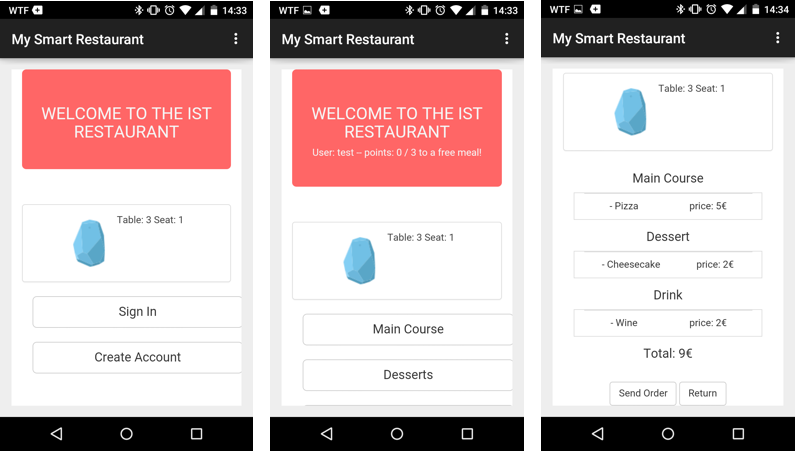 WTF 14:33
My Smart Restaurant
WELCOME TO THE IST
RESTAURANT
Table: 3 Seat: 1
Sign In
Create Account
WTF 14:33
My Smart Restaurant
WELCOME TO THE IST
RESTAURANT
User: test – points: 0 / 3 to a free meal!
Table: 3 Seat: 1
Main Course
Desserts
WTF 14:34
My Smart Restaurant
Table: 3 Seat: 1
Main Course
- Pizza price: 5€
Dessert
- Cheesecake price: 2€
Drink
- Wine price: 2€
Total: 9€
Send Order Return